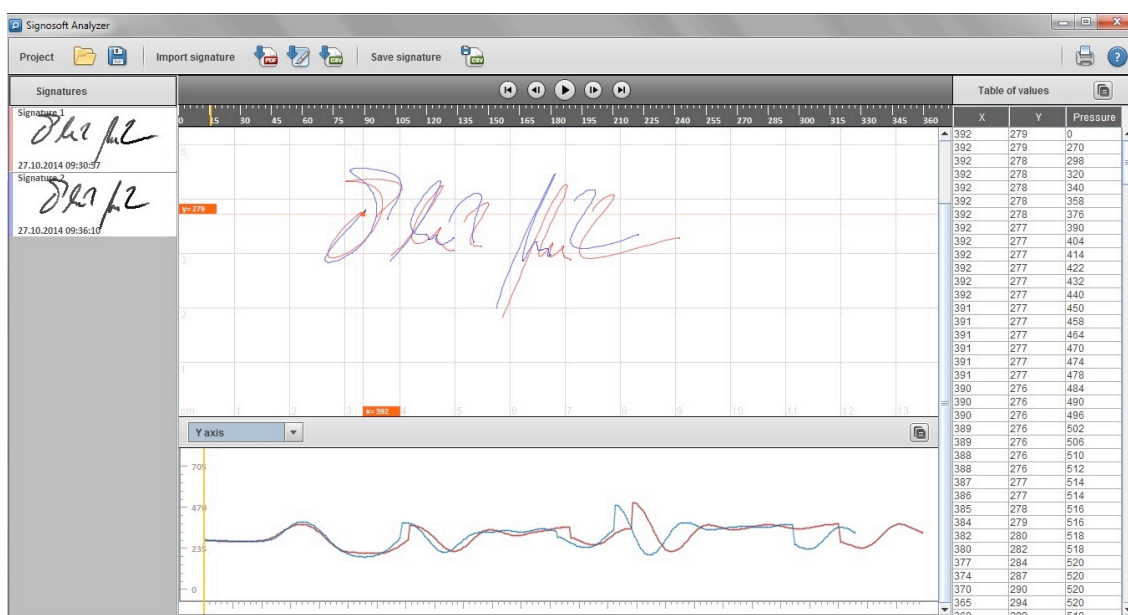 Signosoft Analyzer
Project
Import signature
PDF
CSV
Save signature
CSV
Signatures
Signature 1
27.10.2014 09:30:57
Signature 2
27.10.2014 09:36:10
0 15 30 45 60 75 90 105 120 135 150 165 180 195 210 225 240 255 270 285 300 315 330 345 360
5
y= 279
3
2
1
cm 1 2 3 x= 392 4 5 6 7 8 9 10 11 12 13
Y axis
705
470
235
0
Table of values
X Y Pressure
392 279 0
392 279 270
392 278 298
392 278 320
392 278 340
392 278 358
392 278 376
392 277 390
392 277 404
392 277 414
392 277 422
392 277 432
392 277 440
391 277 450
391 277 458
391 277 464
391 277 470
391 277 474
391 277 478
390 276 484
390 276 490
390 276 496
389 276 502
389 276 506
388 276 510
388 276 512
387 277 514
386 277 514
385 278 516
384 279 516
382 280 518
380 282 518
377 284 520
374 287 520
370 290 520
365 294 520